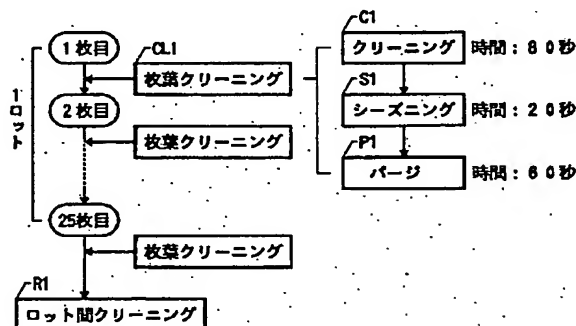 C1
1枚目
CL1
クリーニング 時間：80秒
枚葉クリーニング
S1
1ロット
2枚目
シーズニング 時間：20秒
枚葉クリーニング
P1
パージ 時間：60秒
25枚目
枚葉クリーニング
R1
ロット間クリーニング